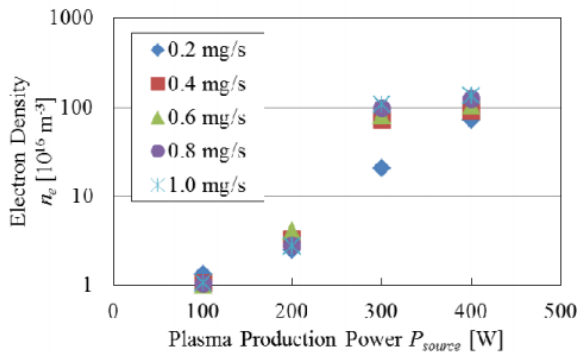 1000
100
10
1
Electron Density
nₑ [10¹⁶ m⁻³]
0.2 mg/s
0.4 mg/s
0.6 mg/s
0.8 mg/s
1.0 mg/s
0 100 200 300 400 500
Plasma Production Power P_source [W]